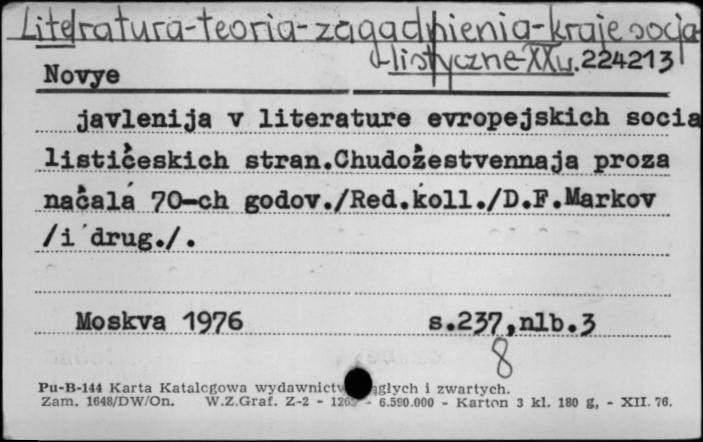 Literatura-teoria-zagadnienia-kraje socja-
listyczne-XXw. 224213
Novye
javlenija v literature evropejskich socia
lističeskich stran.Chudožestvennaja proza
načala 70-ch godov./Red.koll./D.F.Markov
/i drug./.
Moskva 1976 s.237,nlb.3
8
Pu-B-144 Karta Katalogowa wydawnictw ciągłych i zwartych.
Zam. 1648/DW/On. W.Z.Graf. Z-2 - - 6.590.000 - Karton 3 kl. 180 g, - XII. 76.